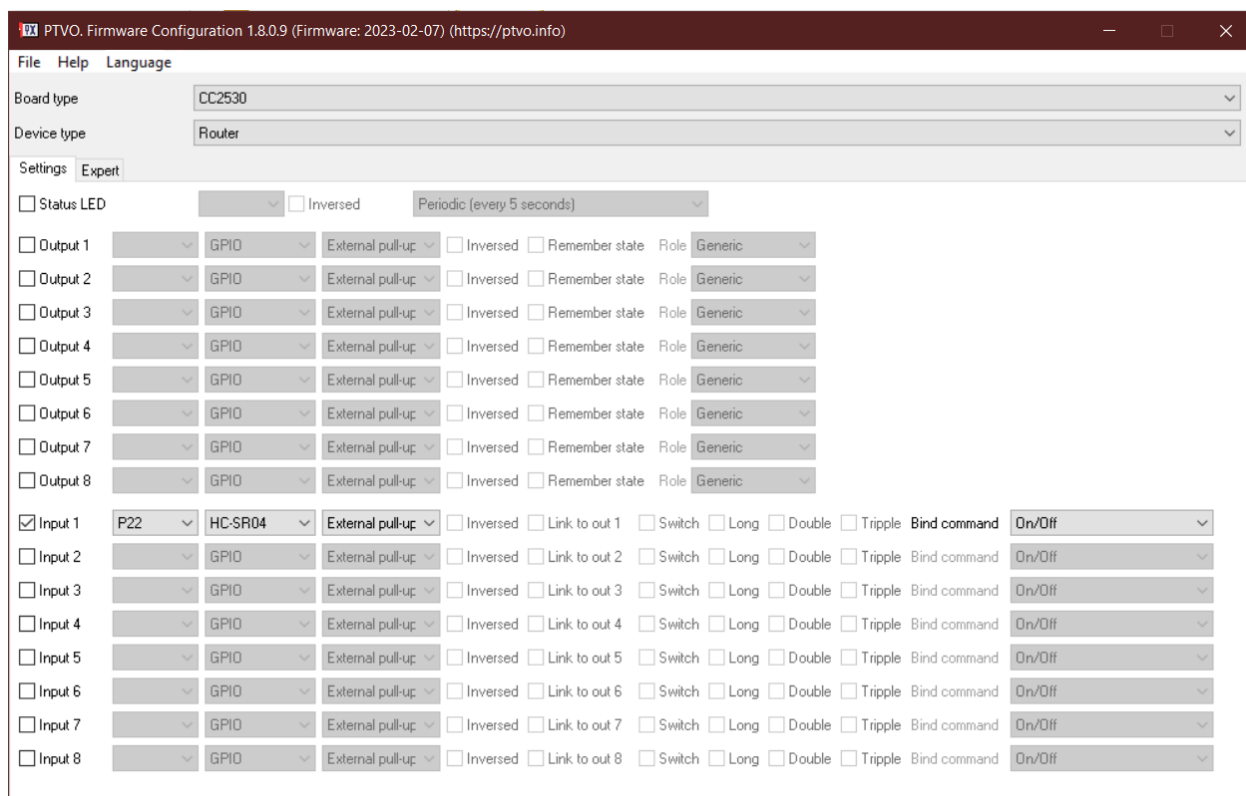 PTVO. Firmware Configuration 1.8.0.9 (Firmware: 2023-02-07) (https://ptvo.info)
File Help Language
Board type CC2530
Device type Router
Settings Expert
Status LED Inversed Periodic (every 5 seconds)
Output 1 GPIO External pull-up Inversed Remember state Role Generic
Output 2 GPIO External pull-up Inversed Remember state Role Generic
Output 3 GPIO External pull-up Inversed Remember state Role Generic
Output 4 GPIO External pull-up Inversed Remember state Role Generic
Output 5 GPIO External pull-up Inversed Remember state Role Generic
Output 6 GPIO External pull-up Inversed Remember state Role Generic
Output 7 GPIO External pull-up Inversed Remember state Role Generic
Output 8 GPIO External pull-up Inversed Remember state Role Generic
Input 1 P22 HC-SR04 External pull-up Inversed Link to out 1 Switch Long Double Tripple Bind command On/Off
Input 2 GPIO External pull-up Inversed Link to out 2 Switch Long Double Tripple Bind command On/Off
Input 3 GPIO External pull-up Inversed Link to out 3 Switch Long Double Tripple Bind command On/Off
Input 4 GPIO External pull-up Inversed Link to out 4 Switch Long Double Tripple Bind command On/Off
Input 5 GPIO External pull-up Inversed Link to out 5 Switch Long Double Tripple Bind command On/Off
Input 6 GPIO External pull-up Inversed Link to out 6 Switch Long Double Tripple Bind command On/Off
Input 7 GPIO External pull-up Inversed Link to out 7 Switch Long Double Tripple Bind command On/Off
Input 8 GPIO External pull-up Inversed Link to out 8 Switch Long Double Tripple Bind command On/Off